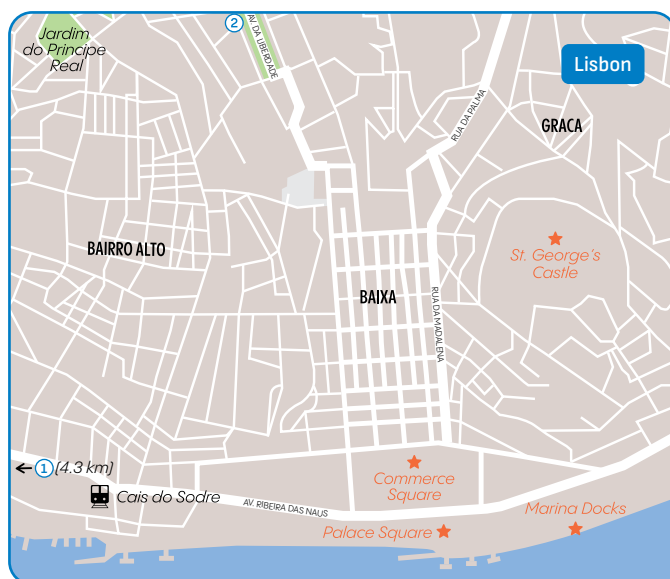 Jardim
do Principe
Real
2
AV. DA LIBERDADE
Lisbon
RUA DA PALMA
GRACA
BAIRRO ALTO
St. George's
Castle
BAIXA
RUA DA MADALENA
1 (4.3 km)
Cais do Sodre
Commerce
Square
AV. RIBEIRA DAS NAUS
Palace Square
Marina Docks